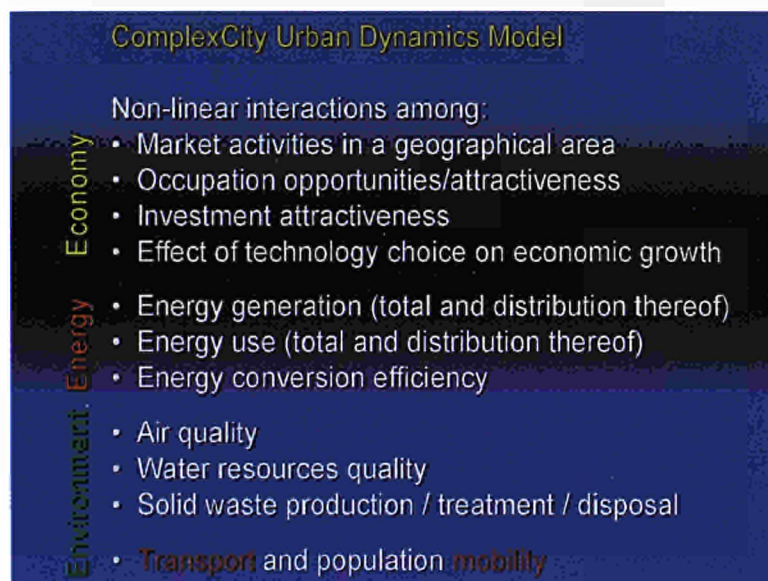 ComplexCity Urban Dynamics Model
Non-linear interactions among:
Economy
• Market activities in a geographical area
• Occupation opportunities/attractiveness
• Investment attractiveness
• Effect of technology choice on economic growth
Energy
• Energy generation (total and distribution thereof)
• Energy use (total and distribution thereof)
• Energy conversion efficiency
Environmant
• Air quality
• Water resources quality
• Solid waste production / treatment / disposal
• Transport and population mobility